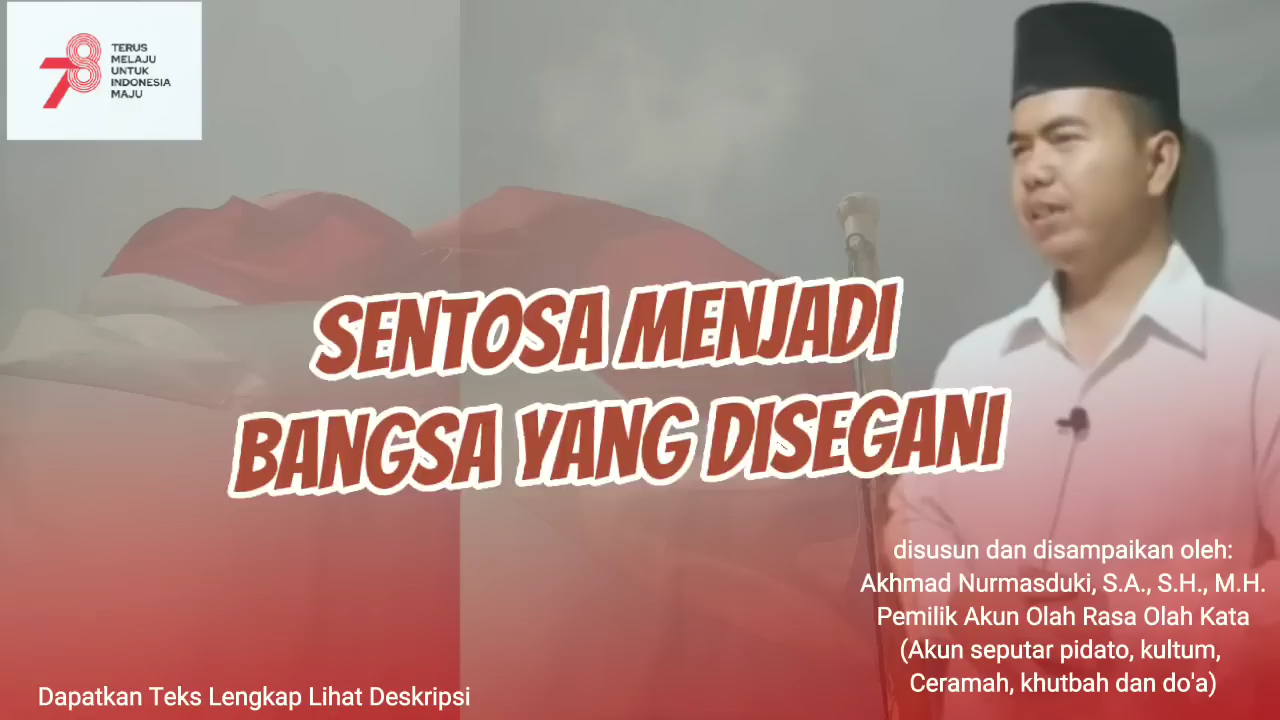 78
TERUS
MELAJU
UNTUK
INDONESIA
MAJU
SENTOSA MENJADI
BANGSA YANG DISEGANI
disusun dan disampaikan oleh:
Akhmad Nurmasduki, S.A., S.H., M.H.
Pemilik Akun Olah Rasa Olah Kata
(Akun seputar pidato, kultum,
Ceramah, khutbah dan do'a)
Dapatkan Teks Lengkap Lihat Deskripsi